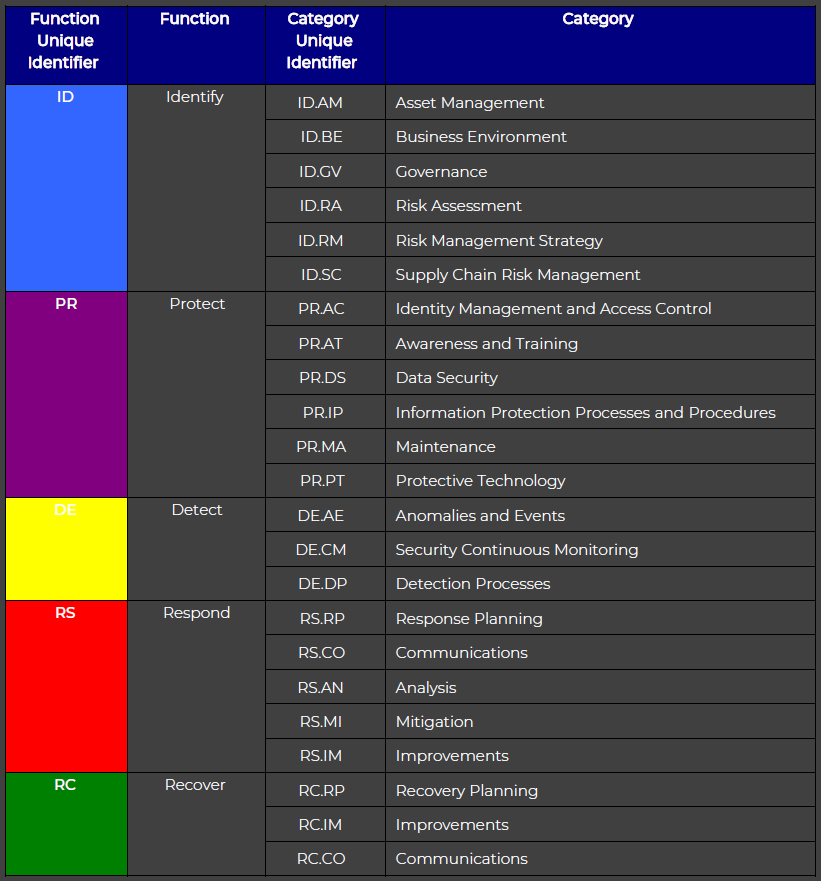 Function Unique Identifier Function Category Unique Identifier Category
ID Identify ID.AM Asset Management
ID.BE Business Environment
ID.GV Governance
ID.RA Risk Assessment
ID.RM Risk Management Strategy
ID.SC Supply Chain Risk Management
PR Protect PR.AC Identity Management and Access Control
PR.AT Awareness and Training
PR.DS Data Security
PR.IP Information Protection Processes and Procedures
PR.MA Maintenance
PR.PT Protective Technology
DE Detect DE.AE Anomalies and Events
DE.CM Security Continuous Monitoring
DE.DP Detection Processes
RS Respond RS.RP Response Planning
RS.CO Communications
RS.AN Analysis
RS.MI Mitigation
RS.IM Improvements
RC Recover RC.RP Recovery Planning
RC.IM Improvements
RC.CO Communications